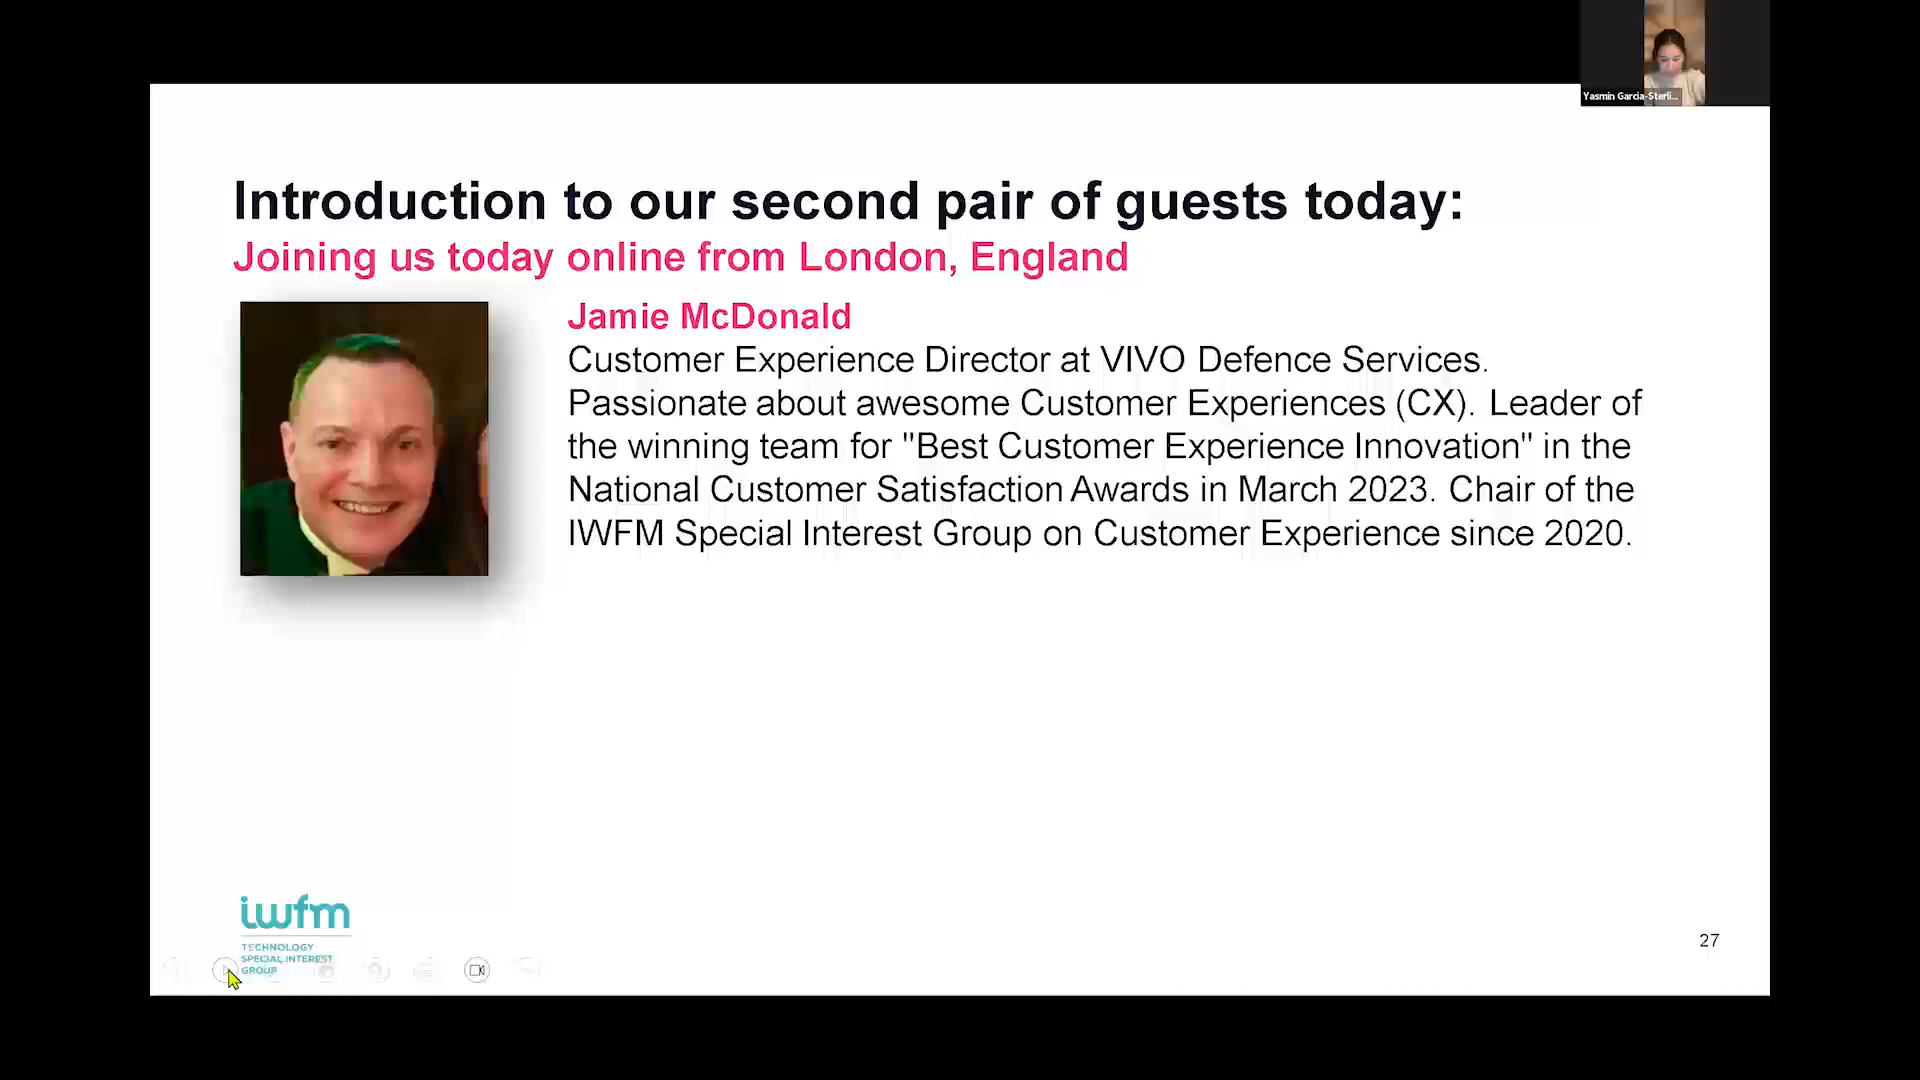 Yasmin Garcia-Sterli...
Introduction to our second pair of guests today:
Joining us today online from London, England
Jamie McDonald
Customer Experience Director at VIVO Defence Services.
Passionate about awesome Customer Experiences (CX). Leader of
the winning team for "Best Customer Experience Innovation" in the
National Customer Satisfaction Awards in March 2023. Chair of the
IWFM Special Interest Group on Customer Experience since 2020.
iwfm
TECHNOLOGY
SPECIAL INTEREST
GROUP
27